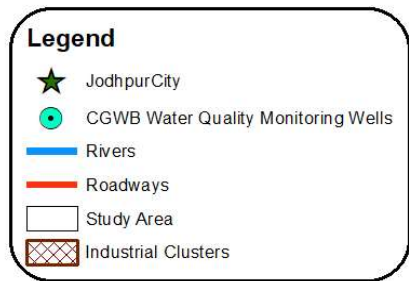 Legend
JodhpurCity
CGWB Water Quality Monitoring Wells
Rivers
Roadways
Study Area
Industrial Clusters